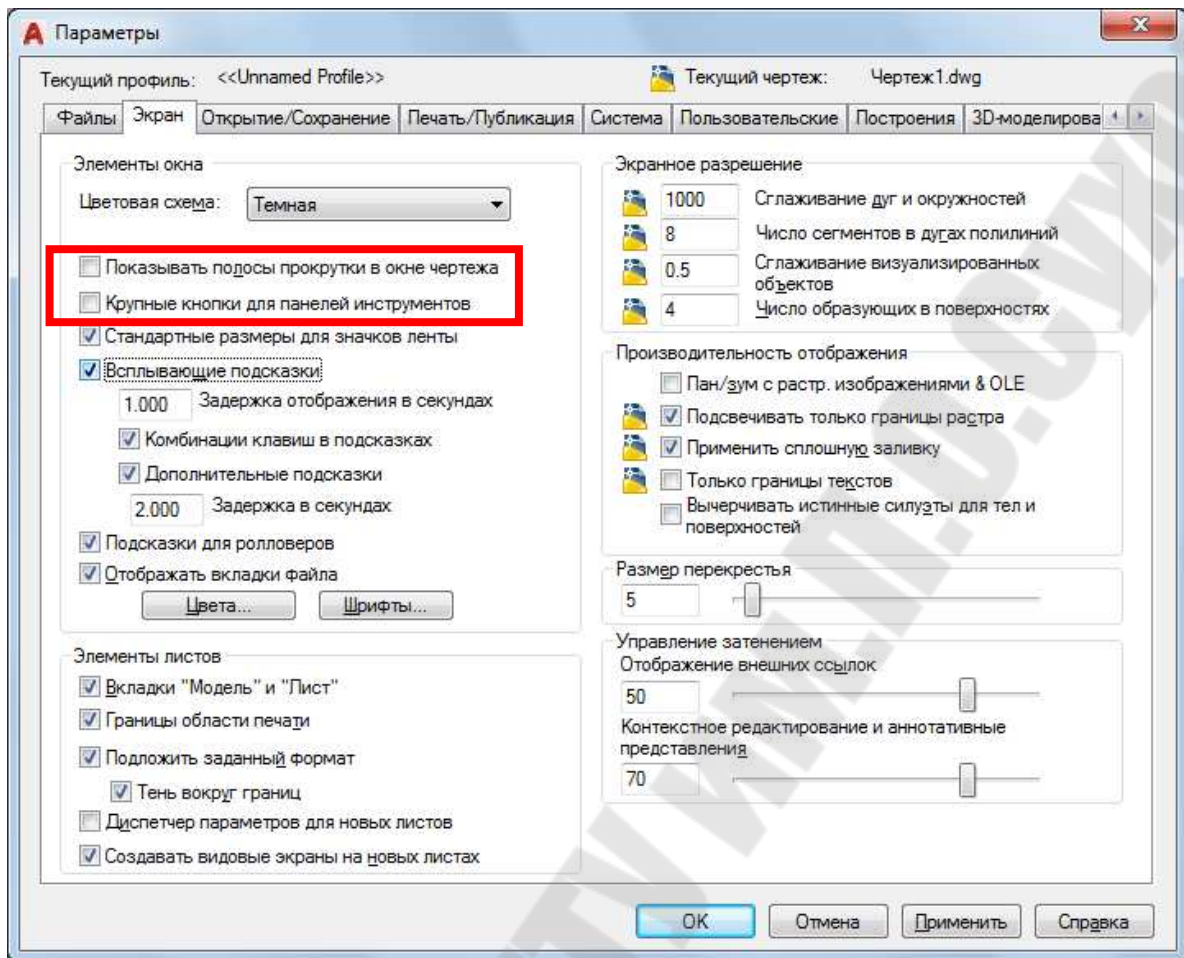 Параметры
Текущий профиль: <<Unnamed Profile>> Текущий чертеж: Чертеж1.dwg
Файлы Экран Открытие/Сохранение Печать/Публикация Система Пользовательские Построения 3D-моделирова
Элементы окна
Цветовая схема: Темная
Показывать полосы прокрутки в окне чертежа
Крупные кнопки для панелей инструментов
Стандартные размеры для значков ленты
Всплывающие подсказки
1.000 Задержка отображения в секундах
Комбинации клавиш в подсказках
Дополнительные подсказки
2.000 Задержка в секундах
Подсказки для ролловеров
Отображать вкладки файла
Цвета... Шрифты...
Элементы листов
Вкладки "Модель" и "Лист"
Границы области печати
Подложить заданный формат
Тень вокруг границ
Диспетчер параметров для новых листов
Создавать видовые экраны на новых листах
Экранное разрешение
1000 Сглаживание дуг и окружностей
8 Число сегментов в дугах полилиний
0.5 Сглаживание визуализированных
объектов
4 Число образующих в поверхностях
Производительность отображения
Пан/зум с растр. изображениями & OLE
Подсвечивать только границы растра
Применить сплошную заливку
Только границы текстов
Вычерчивать истинные силуэты для тел и
поверхностей
Размер перекрестья
5
Управление затенением
Отображение внешних ссылок
50
Контекстное редактирование и аннотативные
представления
70
OK Отмена Применить Справка